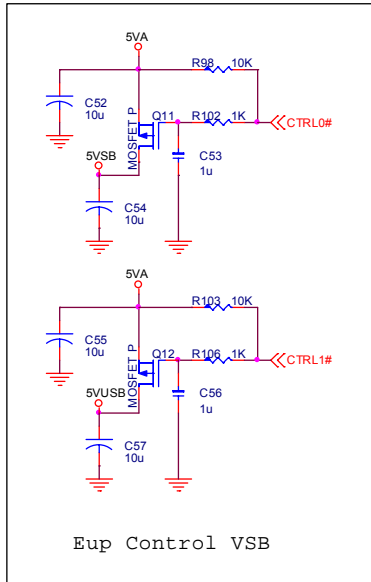 5VA
R98 10K
C52
10u
Q11
R102 1K
CTRL0#
MOSFET P
5VSB
C53
1u
C54
10u
5VA
R103 10K
C55
10u
Q12
R106 1K
CTRL1#
MOSFET P
5VUSB
C56
1u
C57
10u
Eup Control VSB